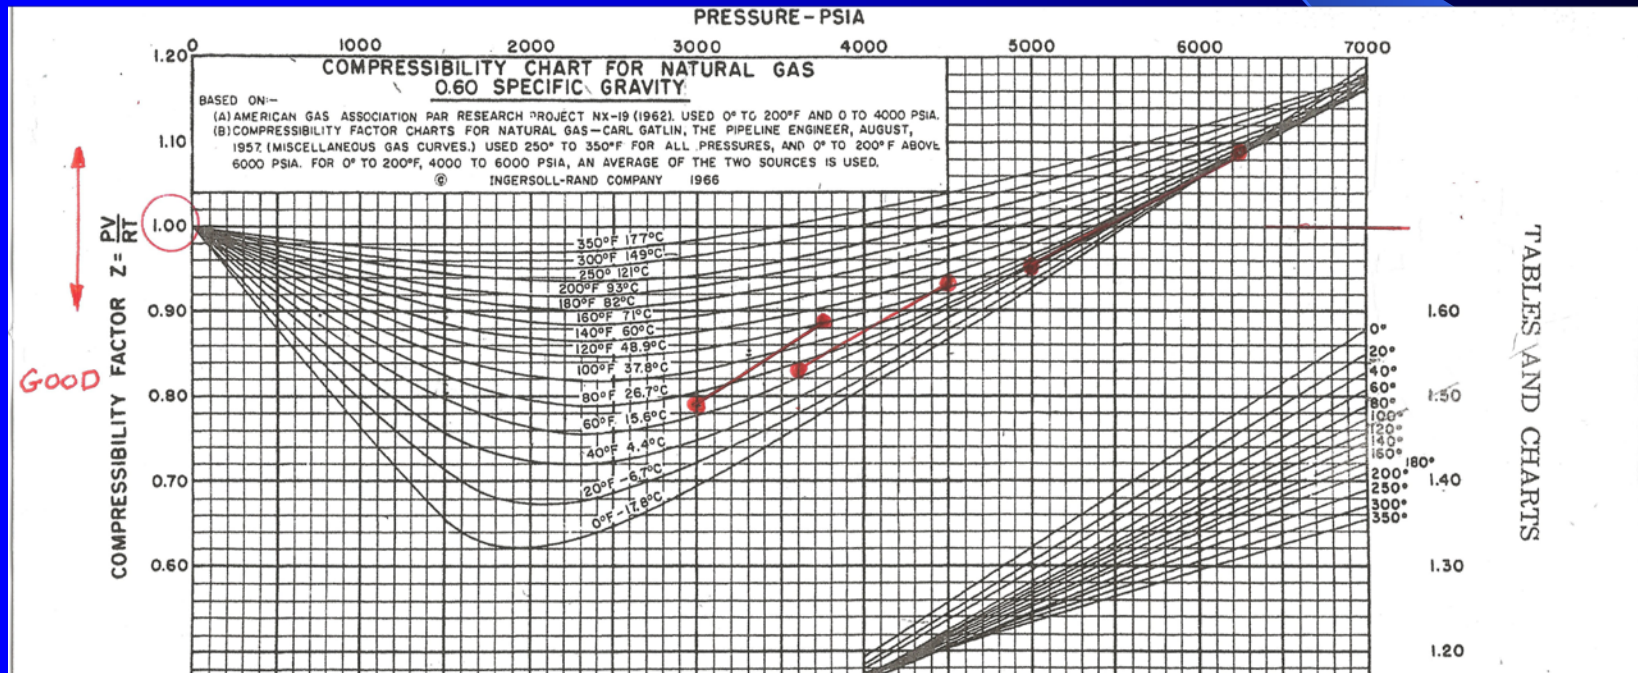 PRESSURE-PSIA
0 1000 2000 3000 4000 5000 6000 7000
1.20
COMPRESSIBILITY CHART FOR NATURAL GAS
0.60 SPECIFIC GRAVITY
BASED ON:-
(A) AMERICAN GAS ASSOCIATION PAR RESEARCH PROJECT NX-19 (1962). USED 0° TO 200°F AND 0 TO 4000 PSIA.
(B) COMPRESSIBILITY FACTOR CHARTS FOR NATURAL GAS-CARL GATLIN, THE PIPELINE ENGINEER, AUGUST,
1957. (MISCELLANEOUS GAS CURVES.) USED 250° TO 350°F FOR ALL PRESSURES, AND 0° TO 200°F ABOVE
6000 PSIA. FOR 0° TO 200°F, 4000 TO 6000 PSIA, AN AVERAGE OF THE TWO SOURCES IS USED.
© INGERSOLL-RAND COMPANY 1966
1.10
1.00
0.90
0.80
0.70
0.60
COMPRESSIBILITY FACTOR Z= PV/RT
GOOD
350°F 177°C
300°F 149°C
250° 121°C
200°F 93°C
180°F 82°C
160°F 71°C
140°F 60°C
120°F 48.9°C
100°F 37.8°C
80°F 26.7°C
60°F 15.6°C
40°F 4.4°C
20°F -6.7°C
0°F -17.8°C
0°
20°
40°
60°
80°
100°
120°
140°
160°
180°
200°
250°
300°
350°
1.60
1.50
1.40
1.30
1.20
TABLES AND CHARTS